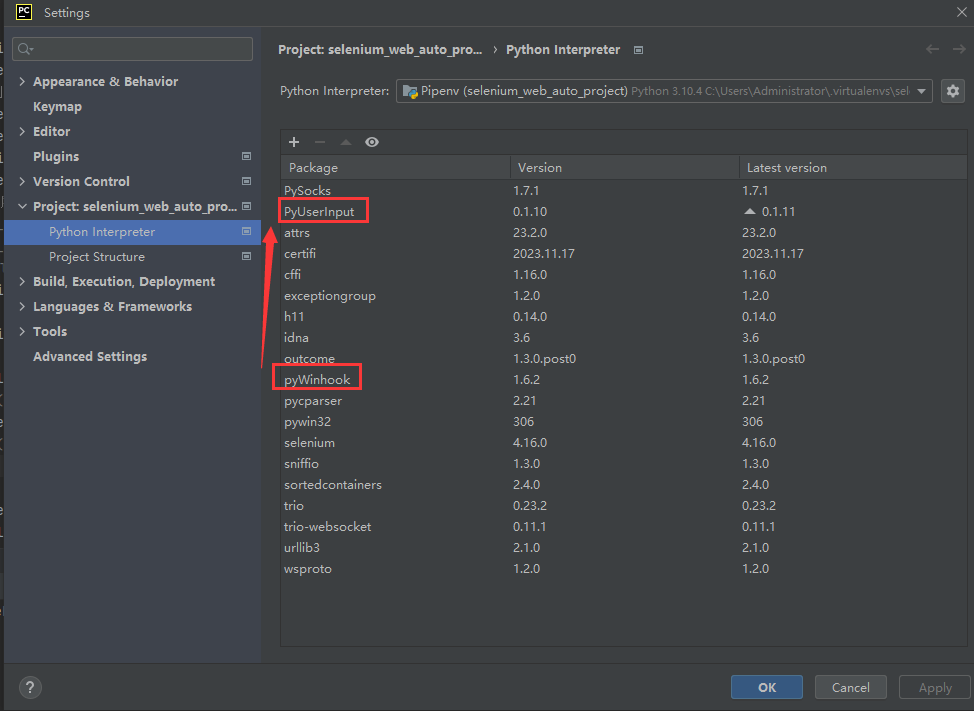 PC Settings
Project: selenium_web_auto_pro... › Python Interpreter
Appearance & Behavior
Keymap
Editor
Plugins
Version Control
Project: selenium_web_auto_pro...
Python Interpreter
Project Structure
Build, Execution, Deployment
Languages & Frameworks
Tools
Advanced Settings
Python Interpreter: Pipenv (selenium_web_auto_project) Python 3.10.4 C:\Users\Administrator\.virtualenvs\sel
Package Version Latest version
PySocks 1.7.1 1.7.1
PyUserInput 0.1.10 0.1.11
attrs 23.2.0 23.2.0
certifi 2023.11.17 2023.11.17
cffi 1.16.0 1.16.0
exceptiongroup 1.2.0 1.2.0
h11 0.14.0 0.14.0
idna 3.6 3.6
outcome 1.3.0.post0 1.3.0.post0
pyWinhook 1.6.2 1.6.2
pycparser 2.21 2.21
pywin32 306 306
selenium 4.16.0 4.16.0
sniffio 1.3.0 1.3.0
sortedcontainers 2.4.0 2.4.0
trio 0.23.2 0.23.2
trio-websocket 0.11.1 0.11.1
urllib3 2.1.0 2.1.0
wsproto 1.2.0 1.2.0
? OK Cancel Apply